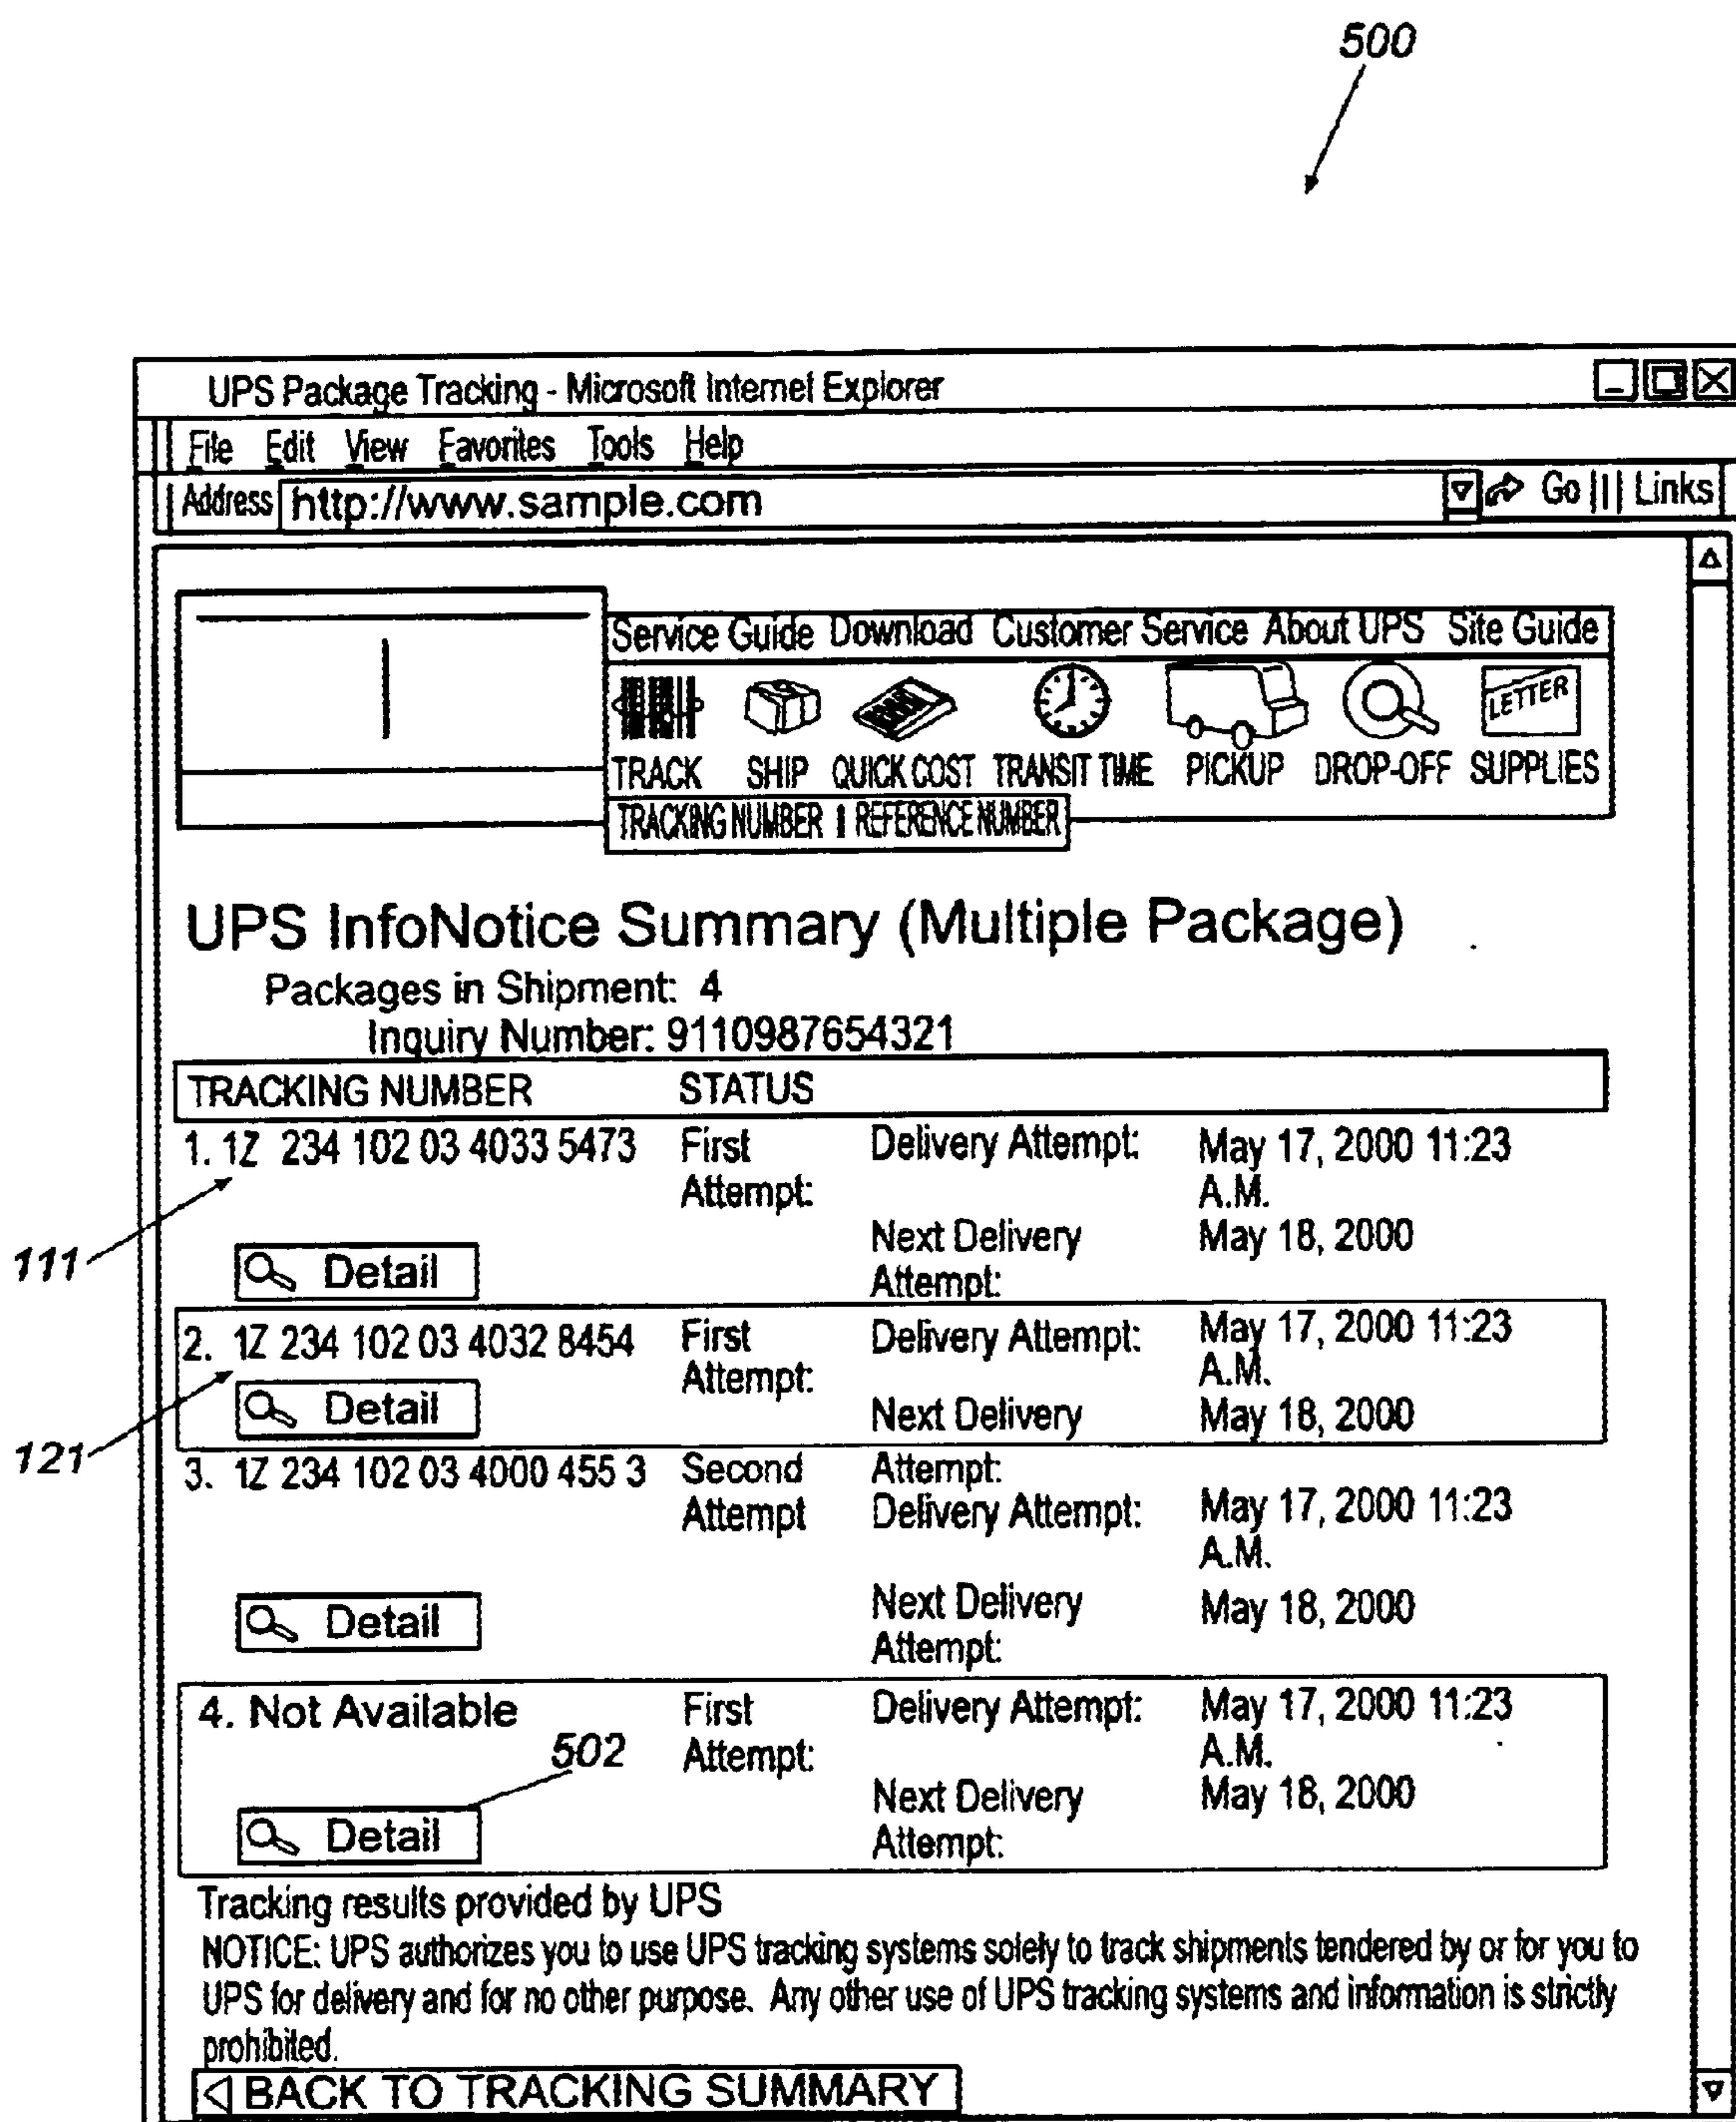 500
UPS Package Tracking - Microsoft Internet Explorer
File Edit View Favorites Tools Help
Address http://www.sample.com Go Links
Service Guide Download Customer Service About UPS Site Guide
LETTER
TRACK SHIP QUICK COST TRANSIT TIME PICKUP DROP-OFF SUPPLIES
TRACKING NUMBER | REFERENCE NUMBER
UPS InfoNotice Summary (Multiple Package)
Packages in Shipment: 4
Inquiry Number: 9110987654321
TRACKING NUMBER STATUS
1. 1Z 234 102 03 4033 5473 First Delivery Attempt: May 17, 2000 11:23
Attempt: A.M.
111
Next Delivery May 18, 2000
Detail Attempt:
2. 1Z 234 102 03 4032 8454 First Delivery Attempt: May 17, 2000 11:23
Attempt: A.M.
Detail Next Delivery May 18, 2000
121
3. 1Z 234 102 03 4000 455 3 Second Attempt:
Attempt Delivery Attempt: May 17, 2000 11:23
A.M.
Detail Next Delivery May 18, 2000
Attempt:
4. Not Available First Delivery Attempt: May 17, 2000 11:23
502 Attempt: A.M.
Next Delivery May 18, 2000
Detail Attempt:
Tracking results provided by UPS
NOTICE: UPS authorizes you to use UPS tracking systems solely to track shipments tendered by or for you to
UPS for delivery and for no other purpose. Any other use of UPS tracking systems and information is strictly
prohibited.
BACK TO TRACKING SUMMARY